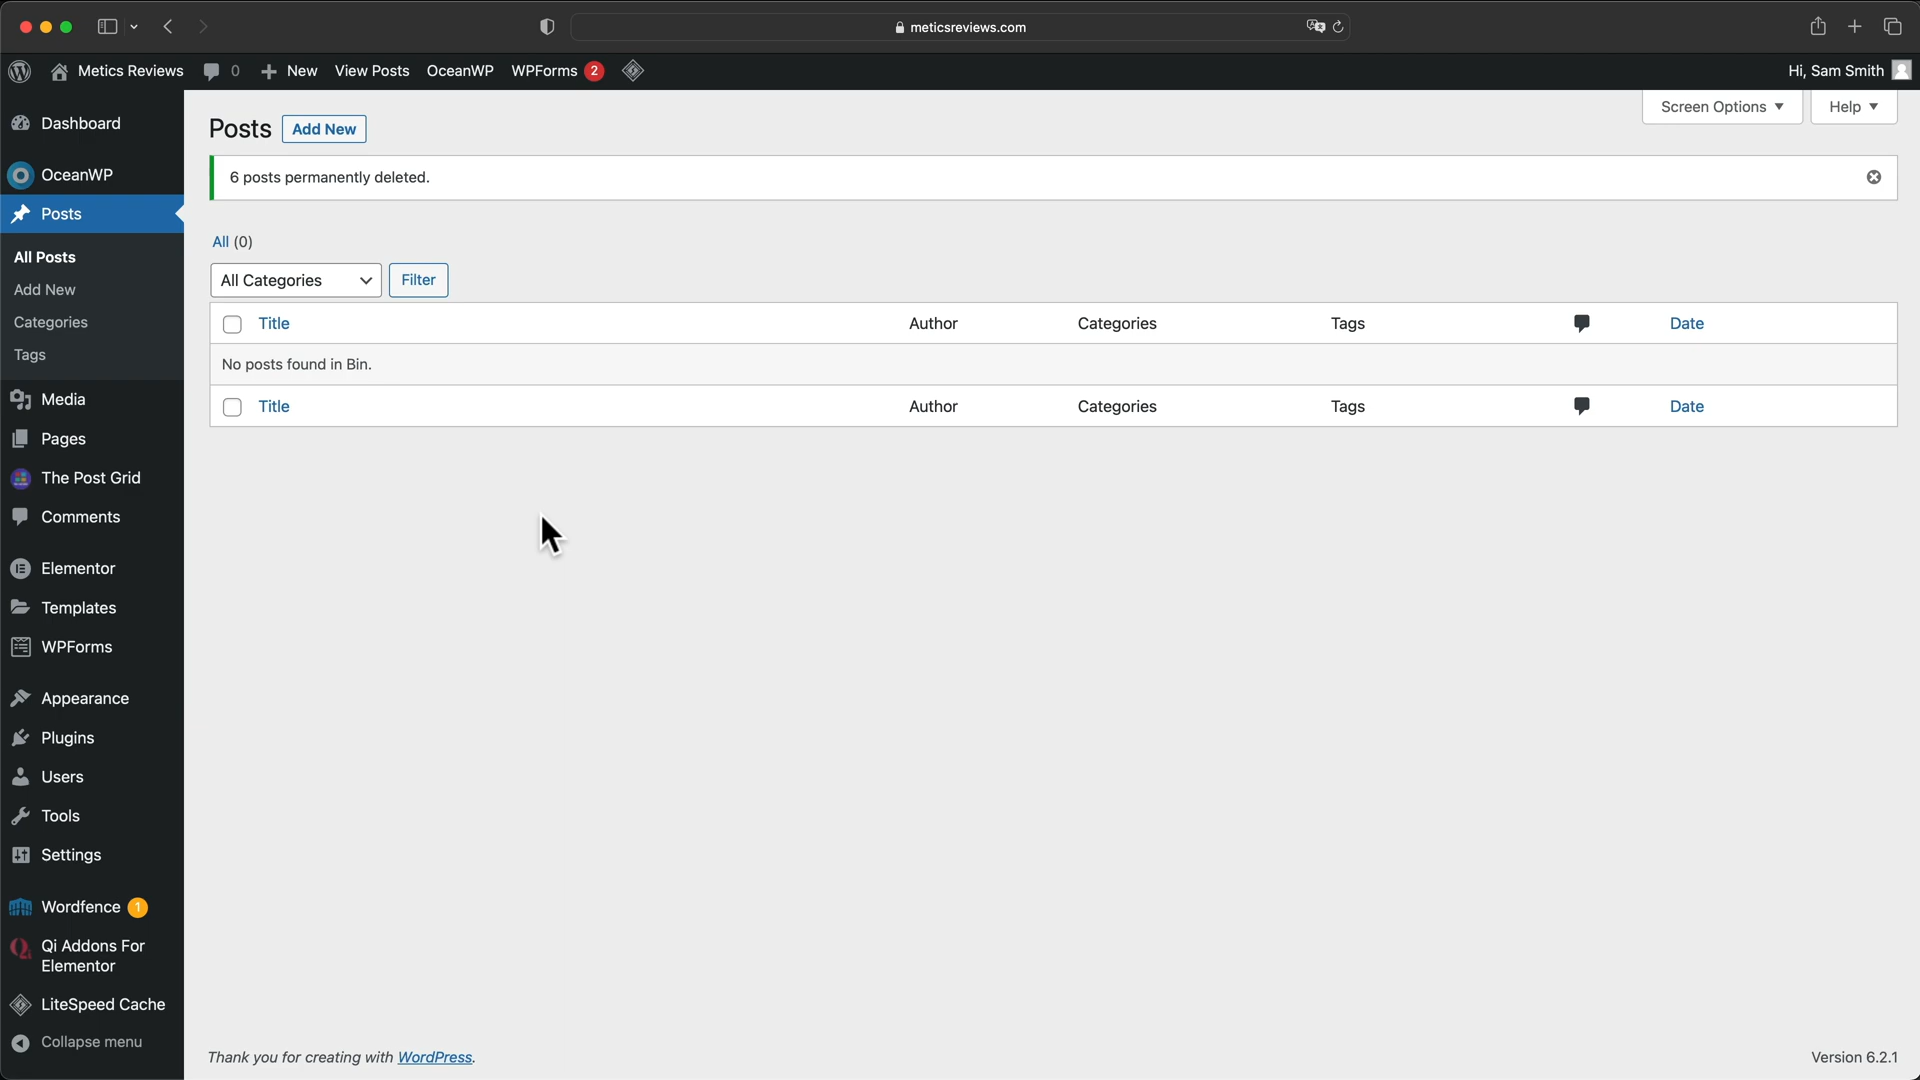 meticsreviews.com
Metics Reviews 0 New View Posts OceanWP WPForms 2 Hi, Sam Smith
Dashboard
OceanWP
Posts
All Posts
Add New
Categories
Tags
Media
Pages
The Post Grid
Comments
Elementor
Templates
WPForms
Appearance
Plugins
Users
Tools
Settings
Wordfence 1
Qi Addons For
Elementor
LiteSpeed Cache
Collapse menu
Screen Options Help
Posts Add New
6 posts permanently deleted.
All (0)
All Categories Filter
Title Author Categories Tags Date
No posts found in Bin.
Title Author Categories Tags Date
Thank you for creating with WordPress. Version 6.2.1